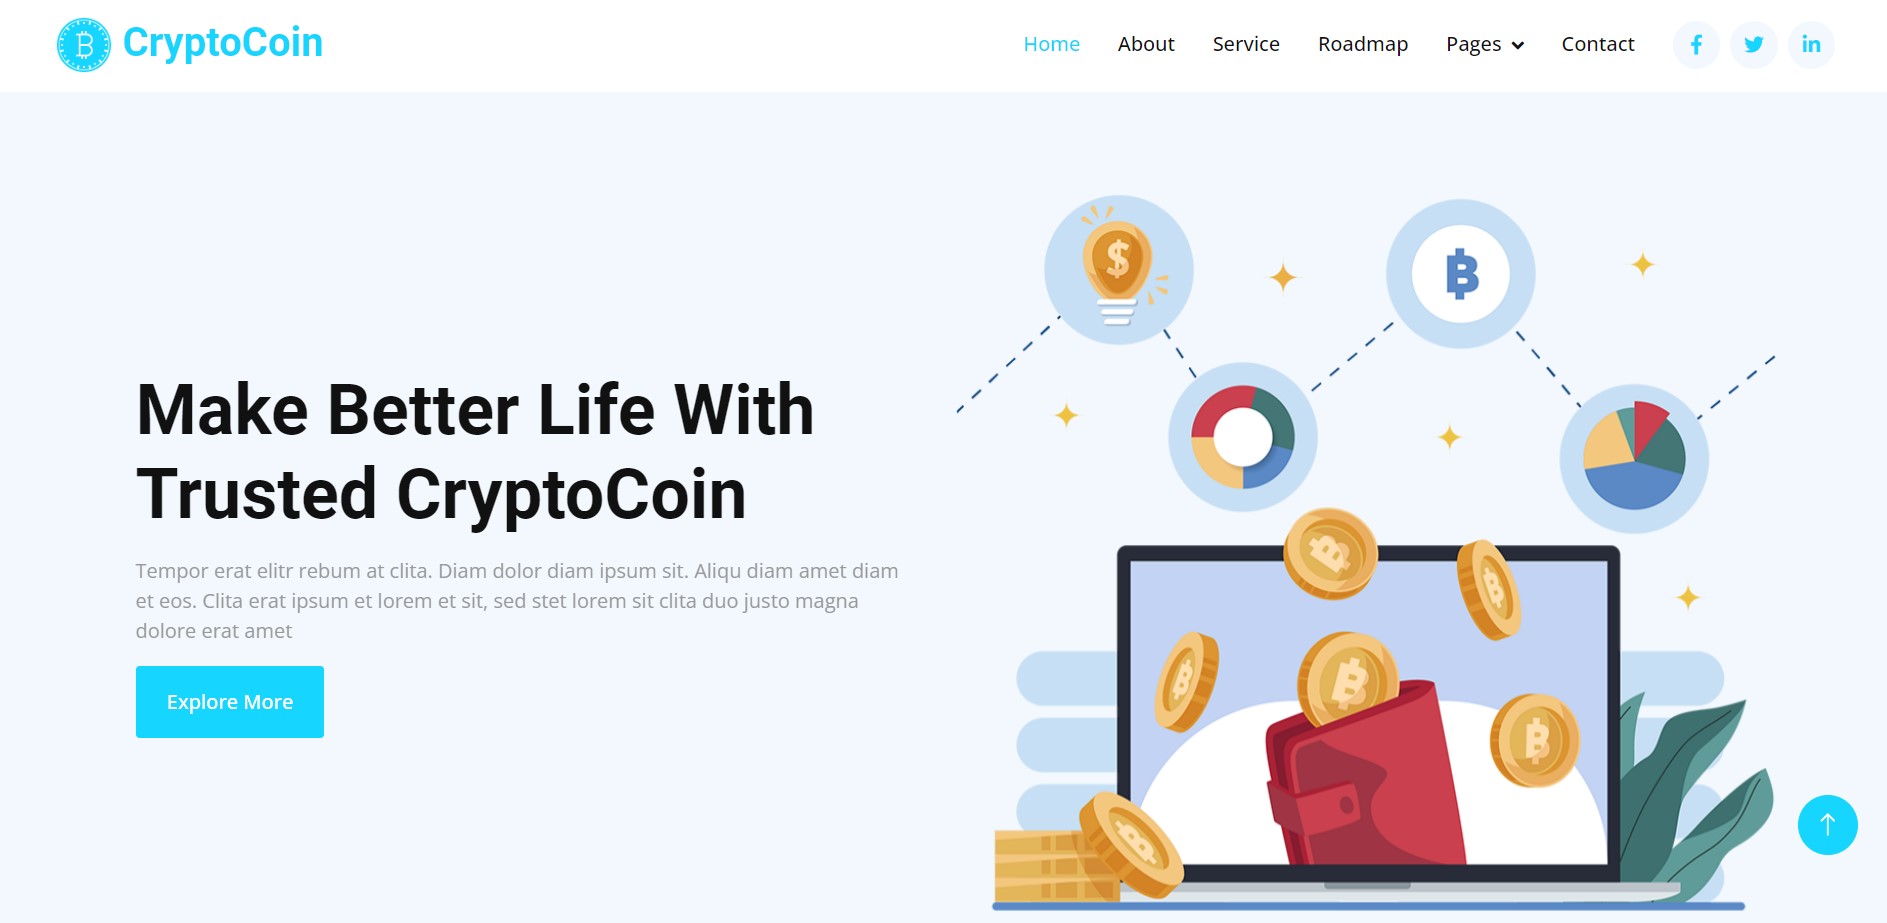 CryptoCoin
Home About Service Roadmap Pages Contact
Make Better Life With
Trusted CryptoCoin
Tempor erat elitr rebum at clita. Diam dolor diam ipsum sit. Aliqu diam amet diam
et eos. Clita erat ipsum et lorem et sit, sed stet lorem sit clita duo justo magna
dolore erat amet
Explore More